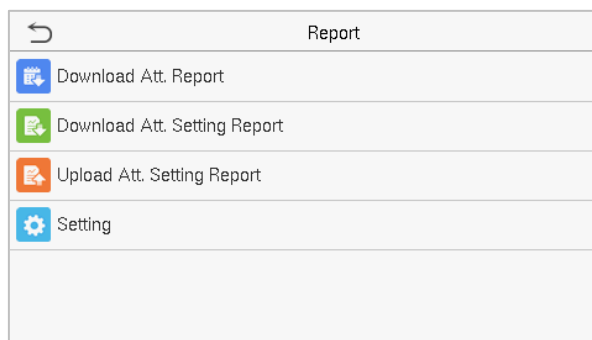 Report
Download Att. Report
Download Att. Setting Report
Upload Att. Setting Report
Setting